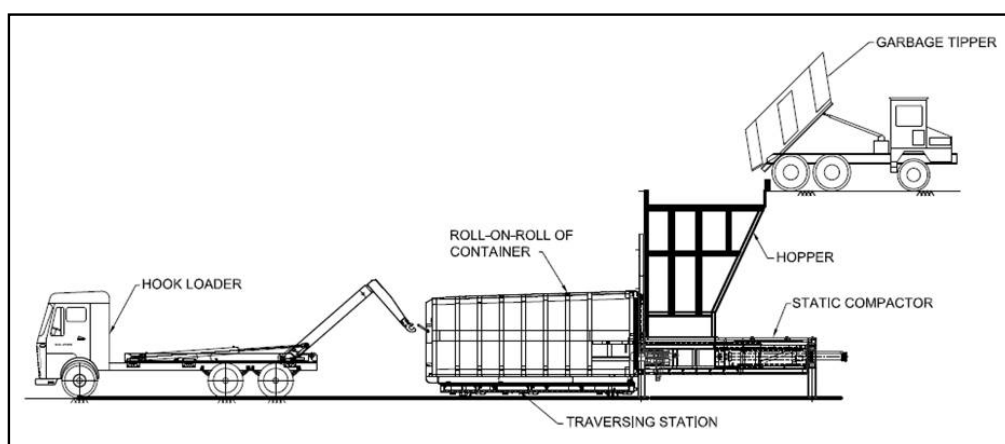 GARBAGE TIPPER
ROLL-ON-ROLL OF
CONTAINER
HOPPER
HOOK LOADER
STATIC COMPACTOR
TRAVERSING STATION